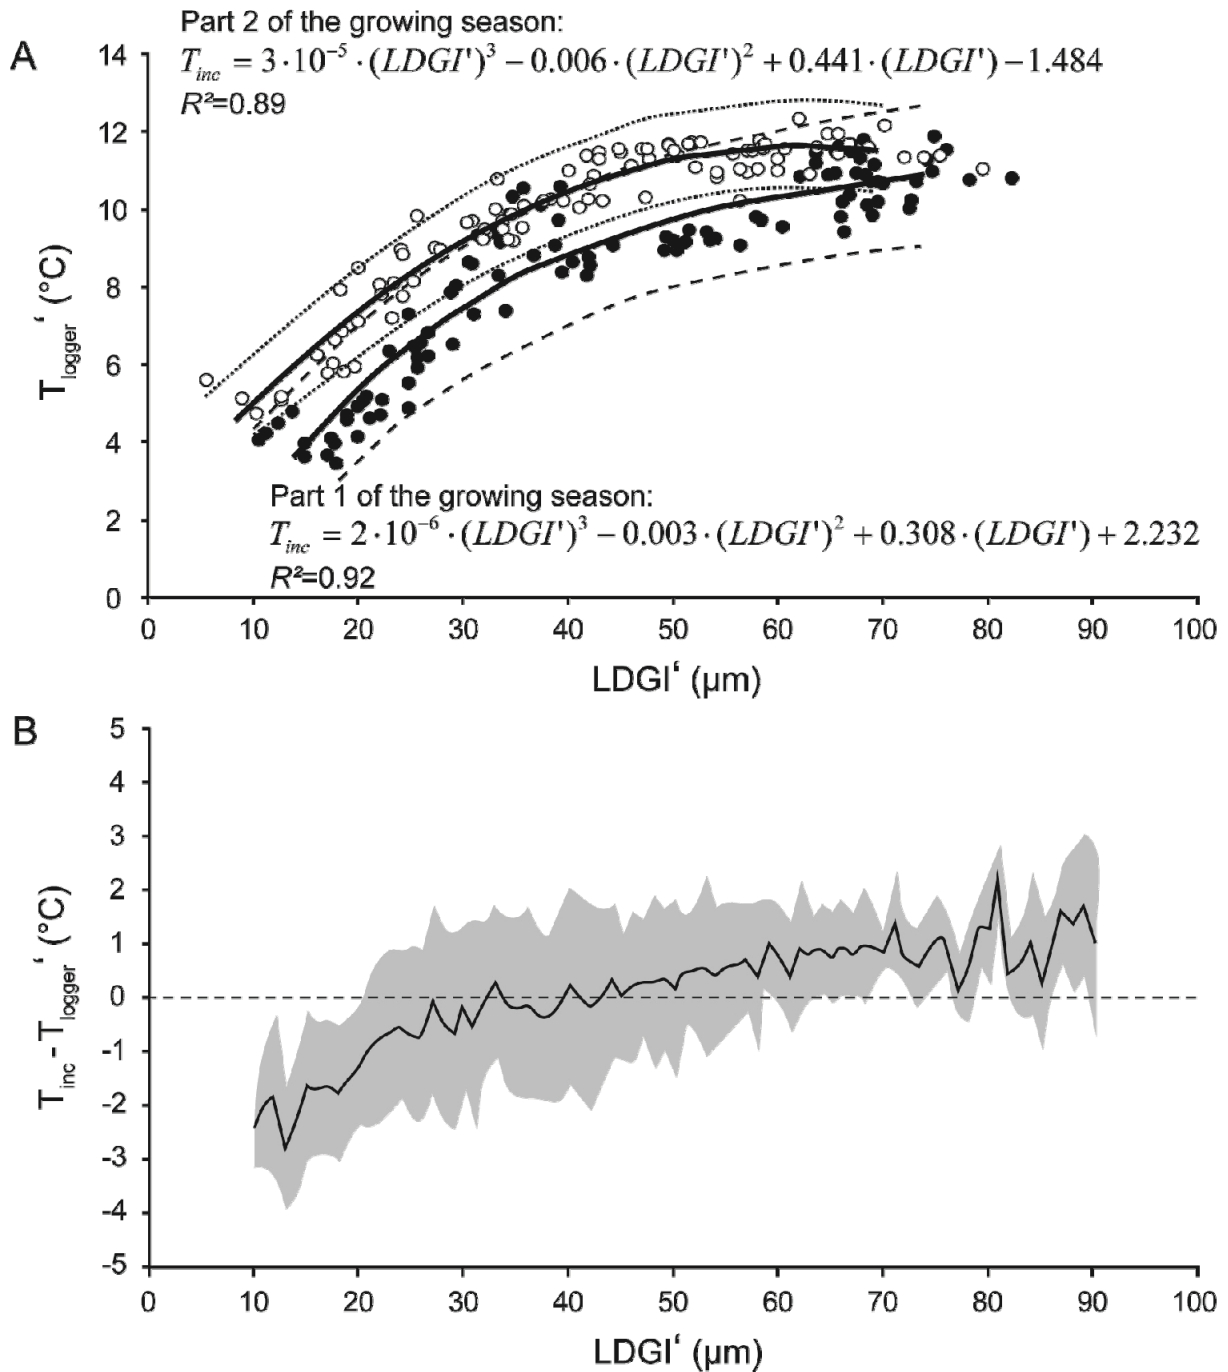 A
Part 2 of the growing season:
T_inc = 3·10⁻⁵·(LDGI')³ − 0.006·(LDGI')² + 0.441·(LDGI') − 1.484
R²=0.89
14
12
10
8
6
4
2
0
T_logger‘ (°C)
Part 1 of the growing season:
T_inc = 2·10⁻⁶·(LDGI')³ − 0.003·(LDGI')² + 0.308·(LDGI') + 2.232
R²=0.92
0 10 20 30 40 50 60 70 80 90 100
LDGI‘ (µm)
B
5
4
3
2
1
0
-1
-2
-3
-4
-5
T_inc - T_logger‘ (°C)
0 10 20 30 40 50 60 70 80 90 100
LDGI‘ (µm)